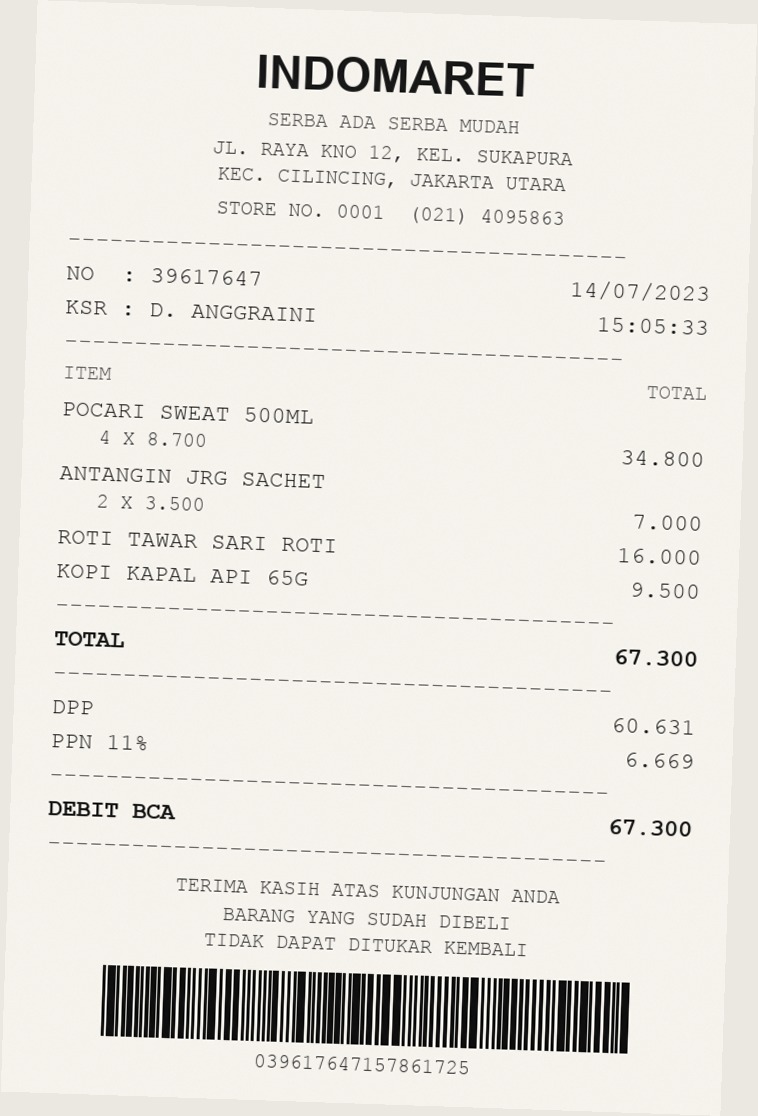 INDOMARET
SERBA ADA SERBA MUDAH
JL. RAYA KNO 12, KEL. SUKAPURA
KEC. CILINCING, JAKARTA UTARA
STORE NO. 0001 (021) 4095863
----------------------------------------
NO : 39617647 14/07/2023
KSR : D. ANGGRAINI 15:05:33
----------------------------------------
ITEM TOTAL
POCARI SWEAT 500ML
4 X 8.700 34.800
ANTANGIN JRG SACHET
2 X 3.500 7.000
ROTI TAWAR SARI ROTI 16.000
KOPI KAPAL API 65G 9.500
----------------------------------------
TOTAL 67.300
----------------------------------------
DPP 60.631
PPN 11% 6.669
----------------------------------------
DEBIT BCA 67.300
----------------------------------------
TERIMA KASIH ATAS KUNJUNGAN ANDA
BARANG YANG SUDAH DIBELI
TIDAK DAPAT DITUKAR KEMBALI
039617647157861725